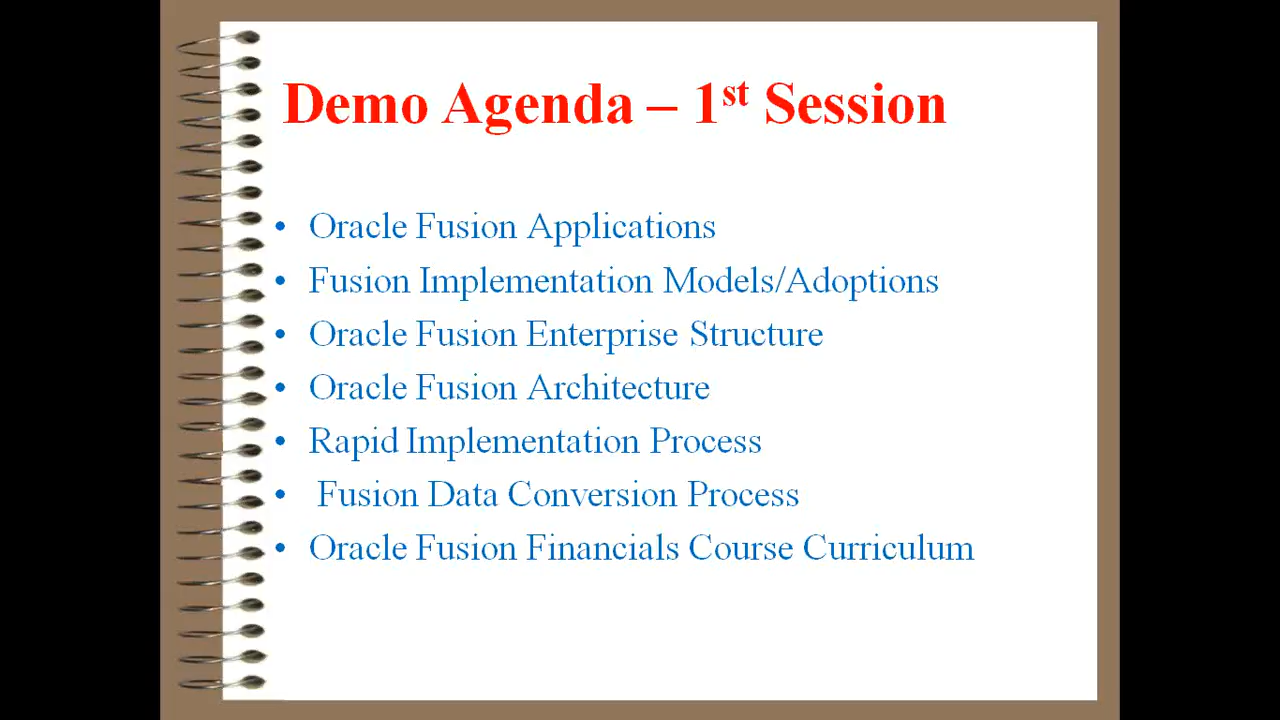 Demo Agenda – 1st Session
• Oracle Fusion Applications
• Fusion Implementation Models/Adoptions
• Oracle Fusion Enterprise Structure
• Oracle Fusion Architecture
• Rapid Implementation Process
• Fusion Data Conversion Process
• Oracle Fusion Financials Course Curriculum